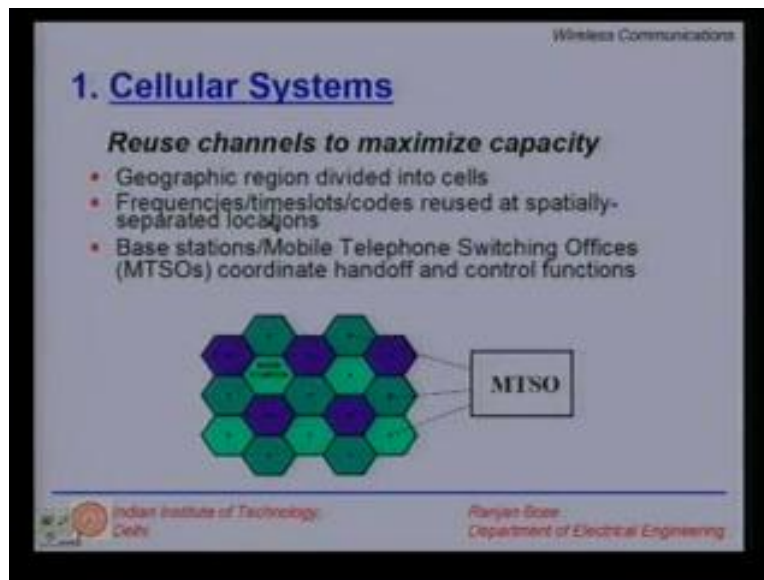 Wireless Communications
1. Cellular Systems
Reuse channels to maximize capacity
• Geographic region divided into cells
• Frequencies/timeslots/codes reused at spatially-
separated locations
• Base stations/Mobile Telephone Switching Offices
(MTSOs) coordinate handoff and control functions
MTSO
Indian Institute of Technology,
Delhi
Ranjan Bose
Department of Electrical Engineering